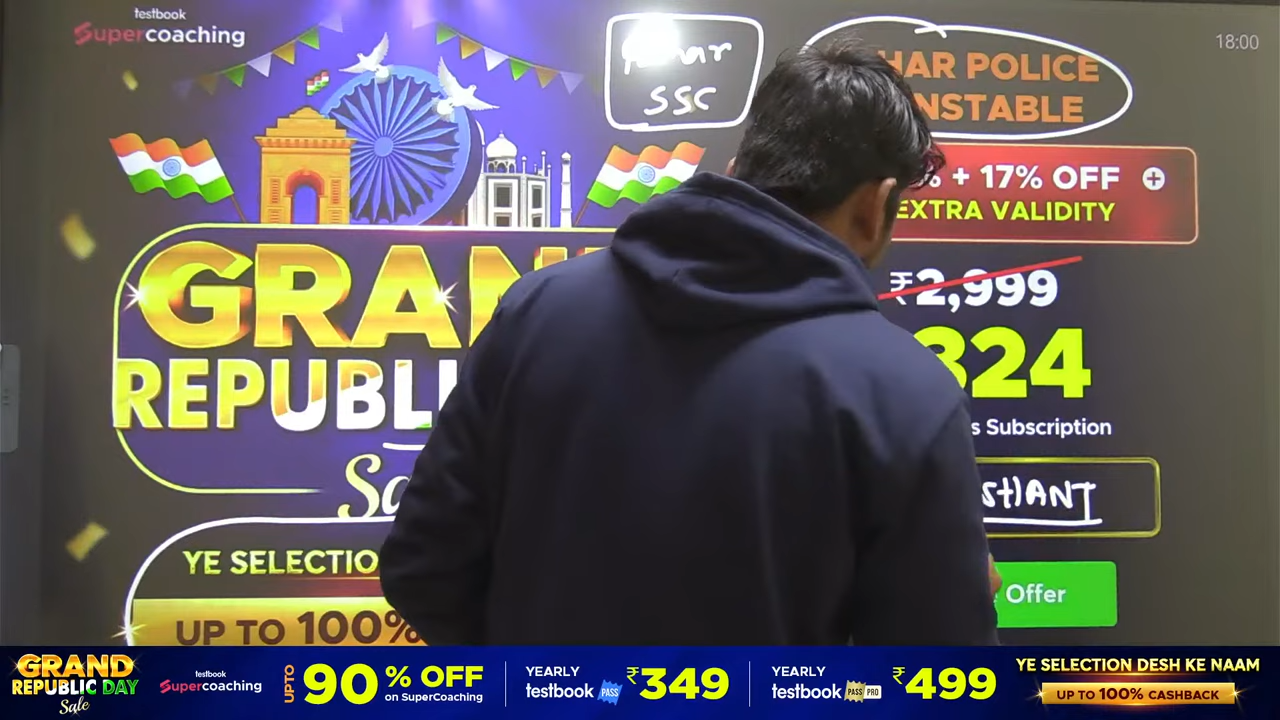 testbook
Supercoaching
SSC
HAR POLICE
NSTABLE
18:00
% + 17% OFF
EXTRA VALIDITY
₹2,999
324
s Subscription
SHANT
Offer
GRAN
REPUBLI
YE SELECTIO
UP TO 100%
GRAND
REPUBLIC DAY
Sale
testbook
Supercoaching
UPTO 90% OFF
on SuperCoaching
YEARLY
testbook PASS
₹349
YEARLY
testbook PASS PRO
₹499
YE SELECTION DESH KE NAAM
UP TO 100% CASHBACK